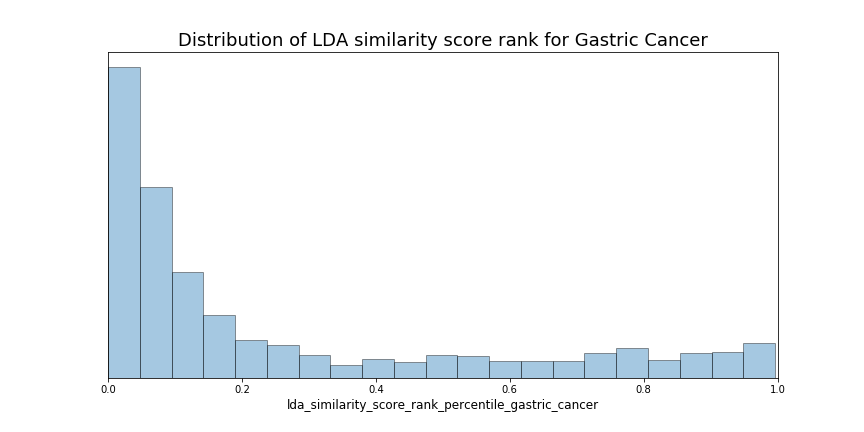 Distribution of LDA similarity score rank for Gastric Cancer
0.0 0.2 0.4 0.6 0.8 1.0
lda_similarity_score_rank_percentile_gastric_cancer